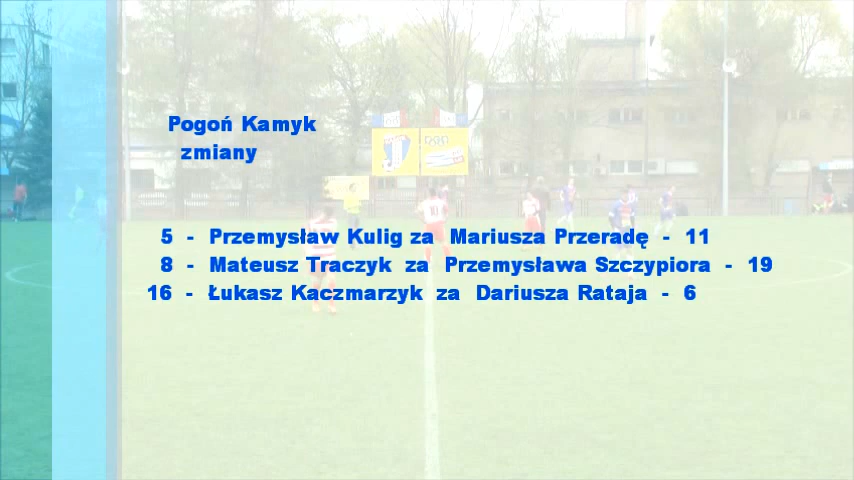 Pogoń Kamyk
zmiany
5 - Przemysław Kulig za Mariusza Przeradę - 11
8 - Mateusz Traczyk za Przemysława Szczypiora - 19
16 - Łukasz Kaczmarzyk za Dariusza Rataja - 6